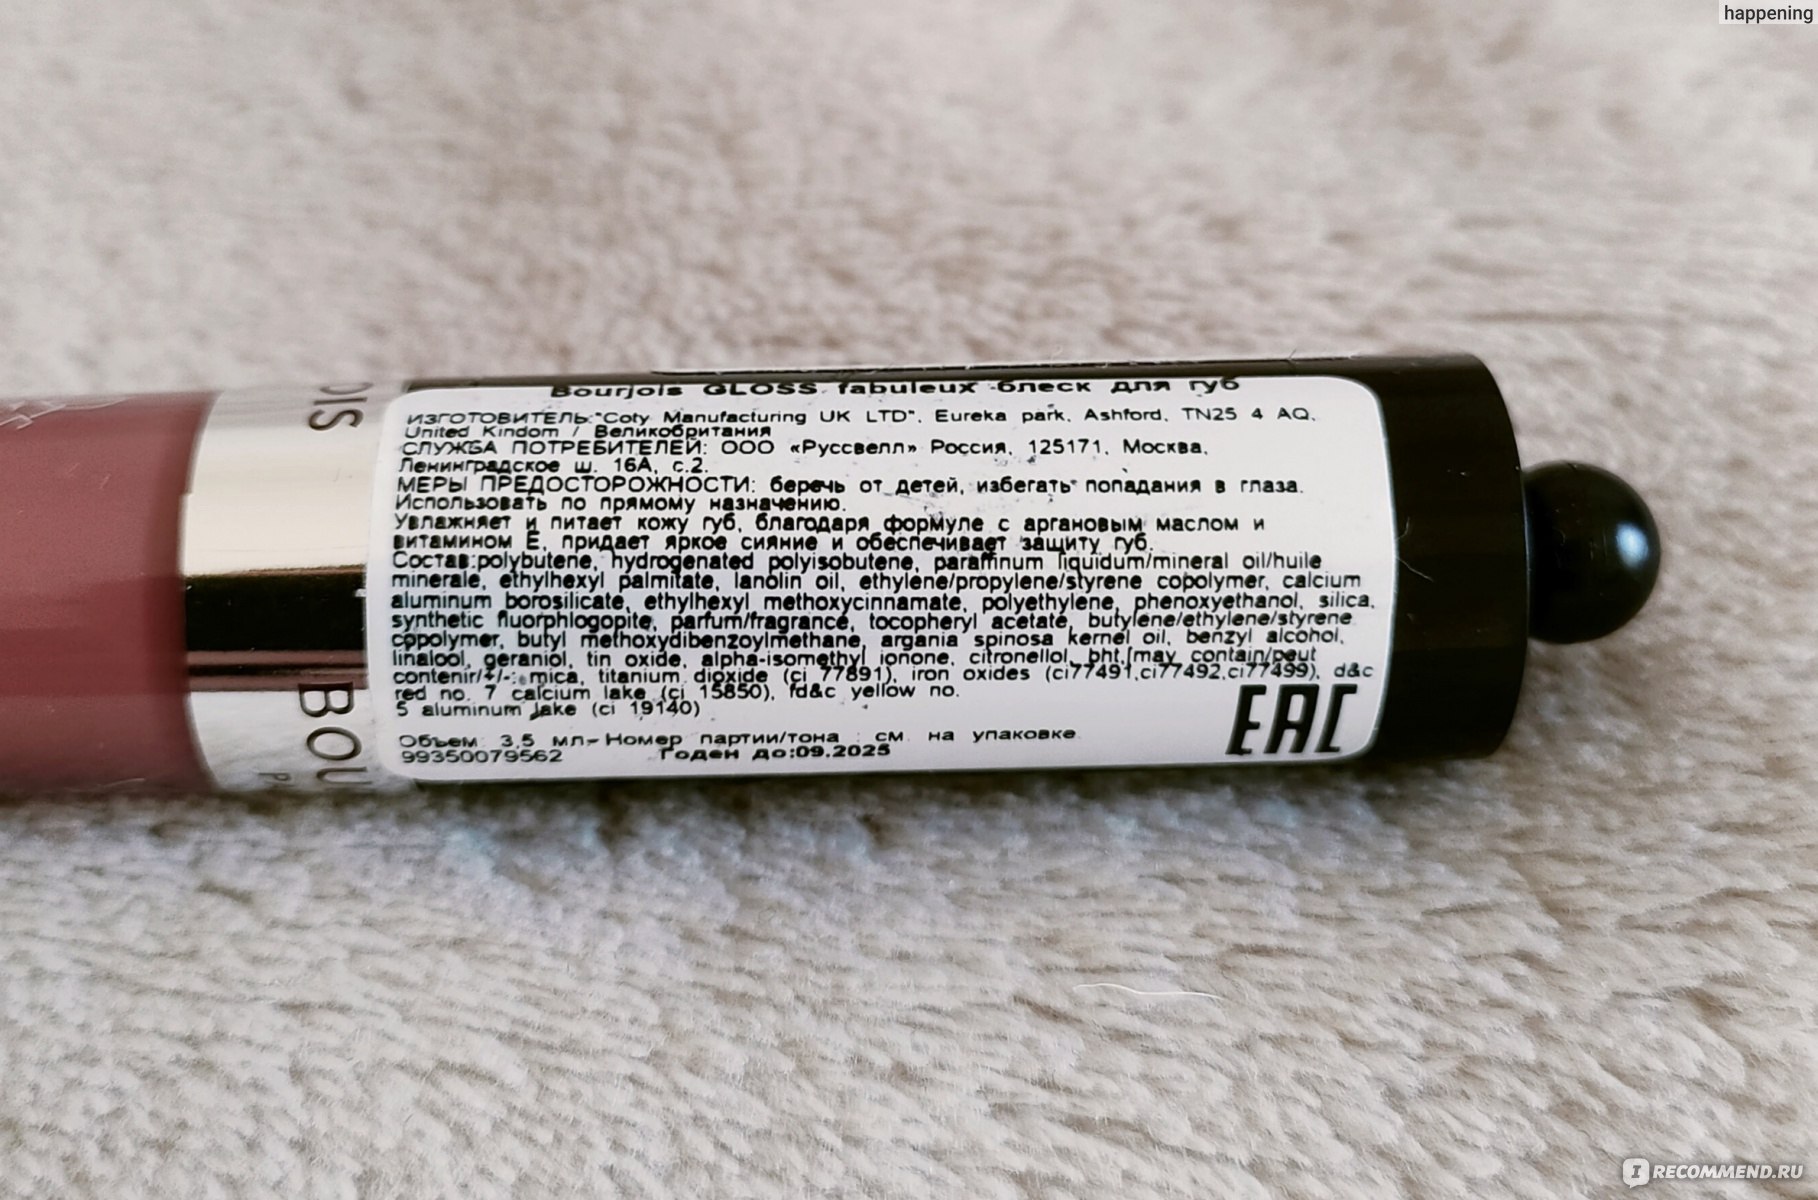 happening
Bourjois GLOSS fabuleux блеск для губ
ИЗГОТОВИТЕЛЬ:"Coty Manufacturing UK LTD", Eureka park, Ashford, TN25 4 AQ,
United Kindom / Великобритания
СЛУЖБА ПОТРЕБИТЕЛЕЙ: ООО «Руссвелл» Россия, 125171, Москва,
Ленинградское ш. 16А, с.2.
МЕРЫ ПРЕДОСТОРОЖНОСТИ: беречь от детей, избегать попадания в глаза.
Использовать по прямому назначению.
Увлажняет и питает кожу губ, благодаря формуле с аргановым маслом и
витамином Е, придает яркое сияние и обеспечивает защиту губ.
Состав:polybutene, hydrogenated polyisobutene, paraffinum liquidum/mineral oil/huile
minerale, ethylhexyl palmitate, lanolin oil, ethylene/propylene/styrene copolymer, calcium
aluminum borosilicate, ethylhexyl methoxycinnamate, polyethylene, phenoxyethanol, silica,
synthetic fluorphlogopite, parfum/fragrance, tocopheryl acetate, butylene/ethylene/styrene
copolymer, butyl methoxydibenzoylmethane, argania spinosa kernel oil, benzyl alcohol,
linalool, geraniol, tin oxide, alpha-isomethyl ionone, citronellol, bht,[may contain/peut
contenir/+/-: mica, titanium dioxide (ci 77891), iron oxides (ci77491,ci77492,ci77499), d&c
red no. 7 calcium lake (ci 15850), fd&c yellow no.
5 aluminum lake (ci 19140)
Объем: 3,5 мл- Номер партии/тона : см. на упаковке
99350079562 Годен до:09.2025
EAC
OIS
BOU
P
IRECOMMEND.RU